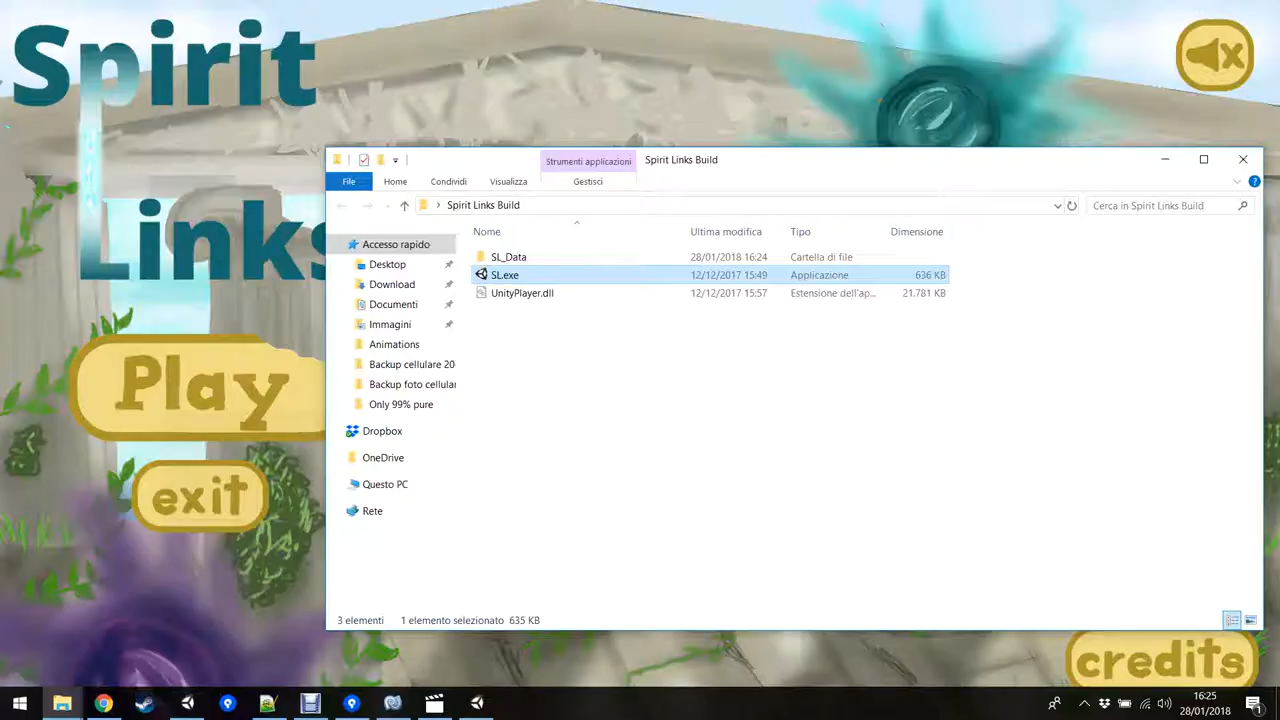 Spirit
Links
Play
exit
credits
Strumenti applicazioni
Spirit Links Build
File
Home
Condividi
Visualizza
Gestisci
Spirit Links Build
Cerca in Spirit Links Build
Nome
Ultima modifica
Tipo
Dimensione
Accesso rapido
Desktop
Download
Documenti
Immagini
Animations
Backup cellulare 20
Backup foto cellular
Only 99% pure
Dropbox
OneDrive
Questo PC
Rete
SL_Data 28/01/2018 16:24 Cartella di file
SL.exe 12/12/2017 15:49 Applicazione 636 KB
UnityPlayer.dll 12/12/2017 15:57 Estensione dell'ap... 21.781 KB
3 elementi 1 elemento selezionato 635 KB
16:25
28/01/2018
1